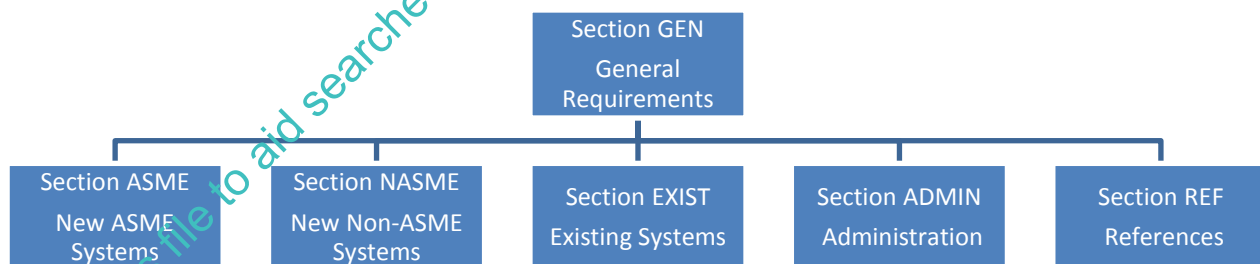 Section GEN
General
Requirements
Section ASME
New ASME
Systems
Section NASME
New Non-ASME
Systems
Section EXIST
Existing Systems
Section ADMIN
Administration
Section REF
References
file to aid searche